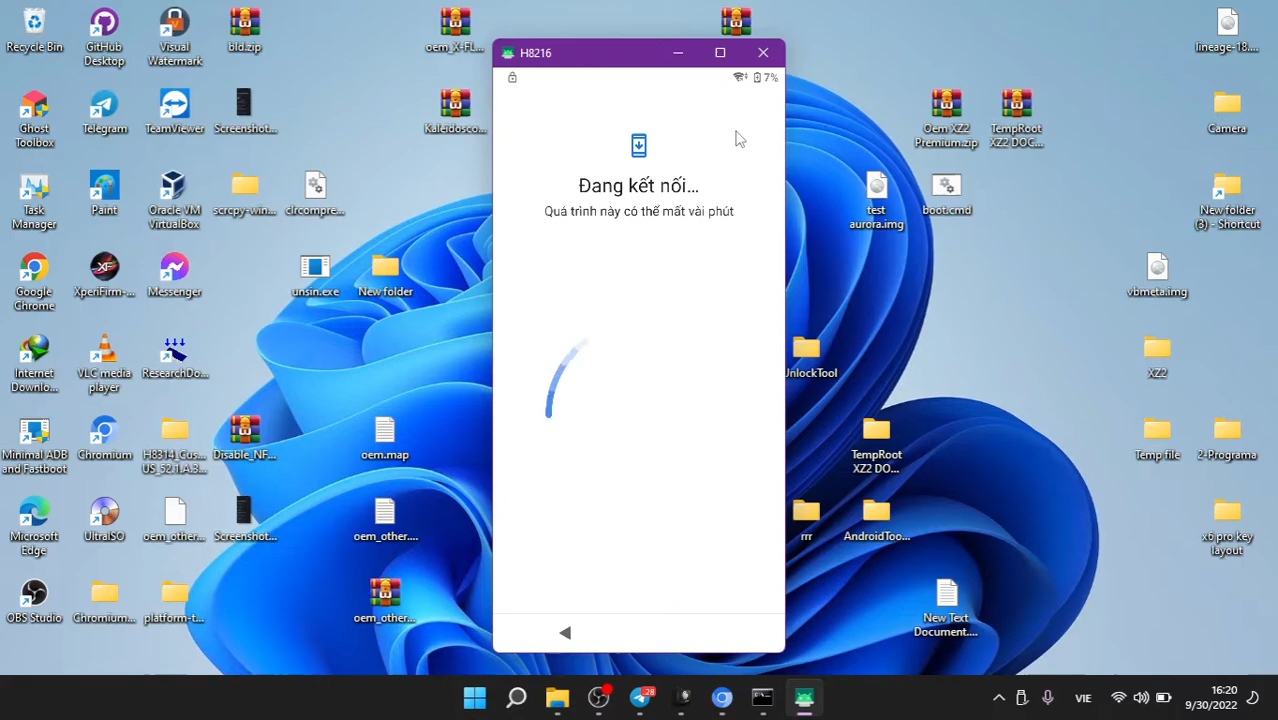 Recycle Bin
GitHub
Desktop
Visual
Watermark
bld.zip
oem_X-FL...
lineage-18....
Ghost
Toolbox
Telegram
TeamViewer
Screenshot...
Kaleidosco...
Oem XZ2
Premium.zip
TempRoot
XZ2 DOC...
Camera
Task
Manager
Paint
Oracle VM
VirtualBox
scrcpy-win...
clrcompre...
test
aurora.img
boot.cmd
New folder
(3) - Shortcut
Google
Chrome
XperiFirm-...
Messenger
unsin.exe
New folder
vbmeta.img
Internet
Downlo...
VLC media
player
ResearchDo...
UnlockTool
XZ2
Minimal ADB
and Fastboot
Chromium
H8314_Cus...
US_52.1.A.3...
Disable_NF...
oem.map
TempRoot
XZ2 DO...
Temp file
2-Programa
Microsoft
Edge
UltraISO
oem_othe...
Screenshot...
oem_other....
rrr
AndroidToo...
x6 pro key
layout
OBS Studio
Chromium...
platform-t...
oem_other...
New Text
Document....
H8216
7%
Đang kết nối...
Quá trình này có thể mất vài phút
28
VIE
16:20
9/30/2022